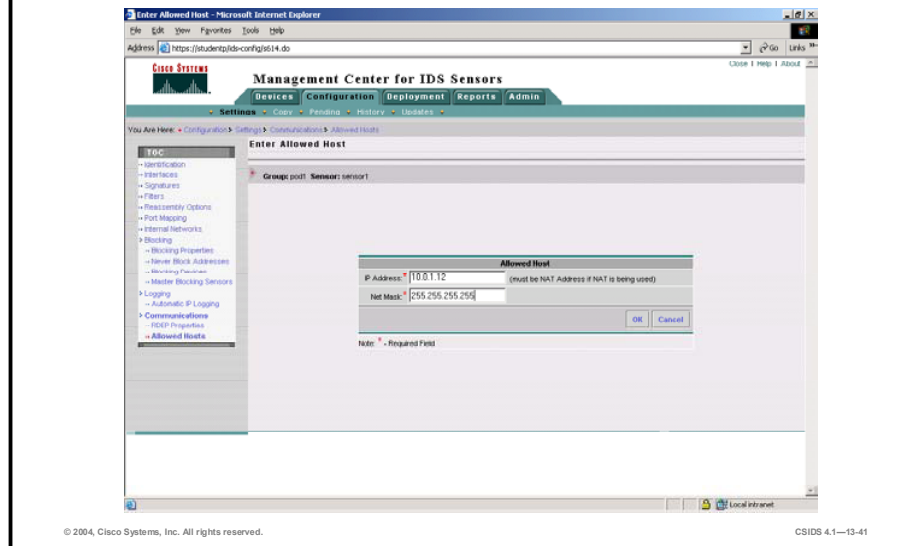 Enter Allowed Host - Microsoft Internet Explorer
File Edit View Favorites Tools Help
Address https://studentp/ids-config/s614.do Go Links »
Close | Help | About
CISCO SYSTEMS
Management Center for IDS Sensors
Devices Configuration Deployment Reports Admin
Settings Copy Pending History Updates
You Are Here: Configuration > Settings > Communications > Allowed Hosts
TOC
Enter Allowed Host
Identification
Interfaces
Group: pod1 Sensor: sensor1
Signatures
Filters
Reassembly Options
Port Mapping
Internal Networks
Blocking
Blocking Properties
Never Block Addresses
Blocking Devices
Master Blocking Sensors
Logging
Automatic IP Logging
Communications
RDEP Properties
Allowed Hosts
Allowed Host
IP Address:* 10.0.1.12 (must be NAT Address if NAT is being used)
Net Mask:* 255.255.255.255
OK Cancel
Note: * - Required Field
Local intranet
© 2004, Cisco Systems, Inc. All rights reserved. CSIDS 4.1—13-41